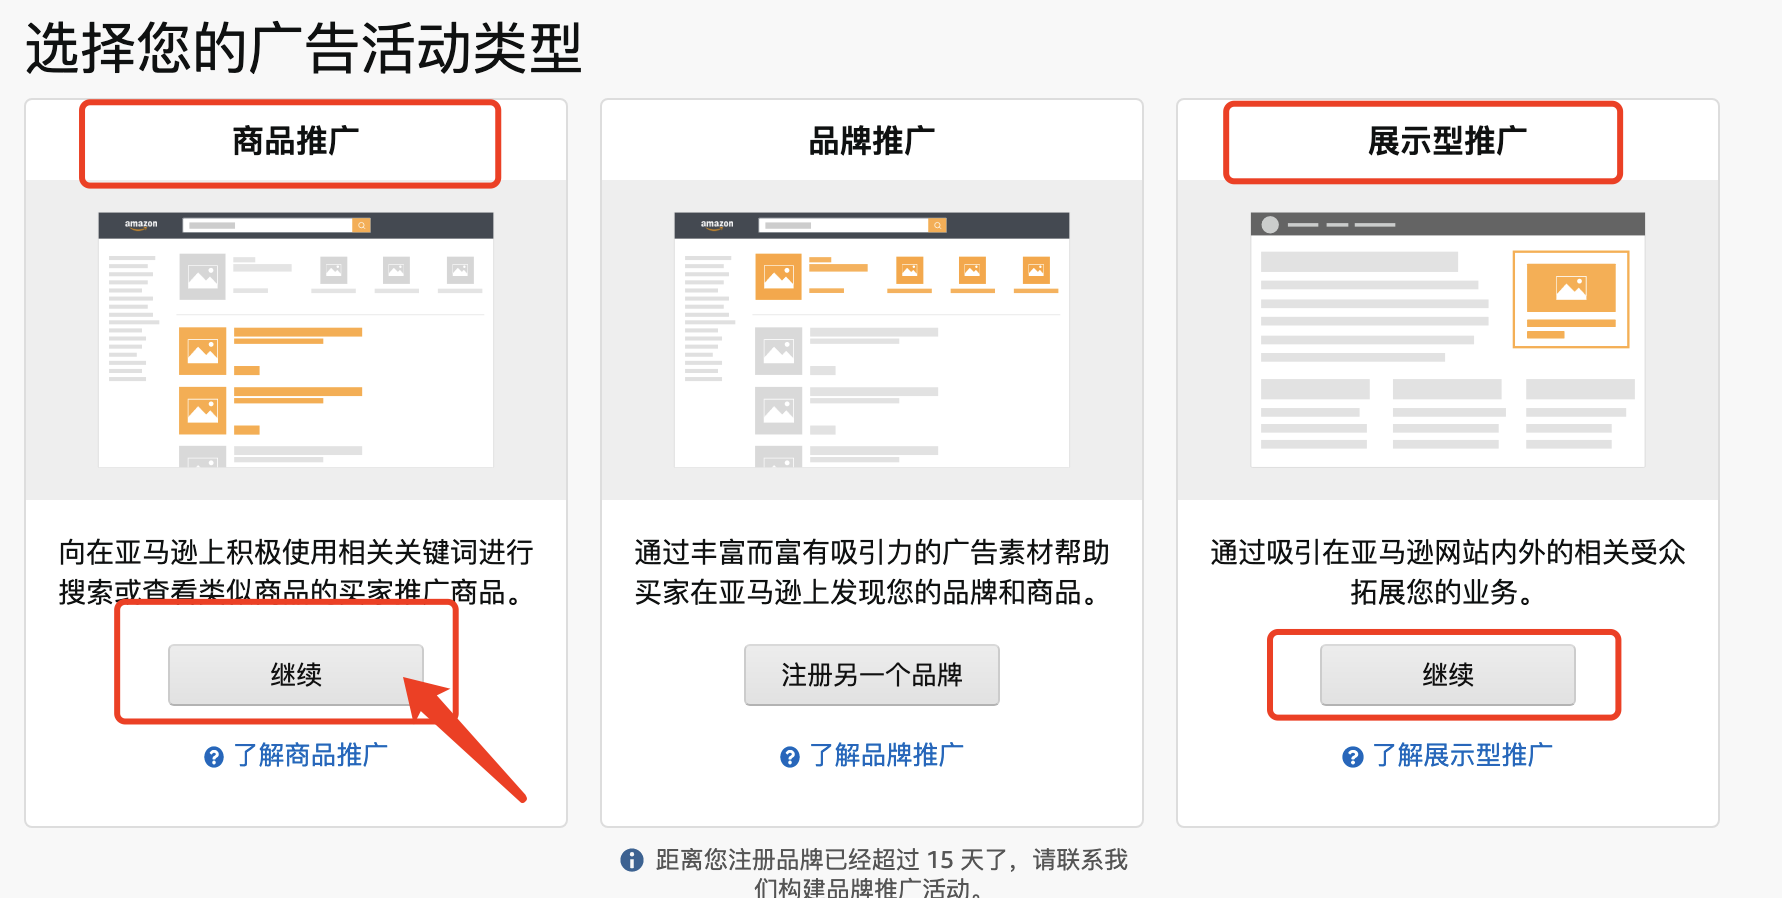 选择您的广告活动类型
商品推广
amazon
向在亚马逊上积极使用相关关键词进行
搜索或查看类似商品的买家推广商品。
继续
了解商品推广
品牌推广
amazon
通过丰富而富有吸引力的广告素材帮助
买家在亚马逊上发现您的品牌和商品。
注册另一个品牌
了解品牌推广
距离您注册品牌已经超过 15 天了，请联系我
们构建品牌推广活动。
展示型推广
通过吸引在亚马逊网站内外的相关受众
拓展您的业务。
继续
了解展示型推广